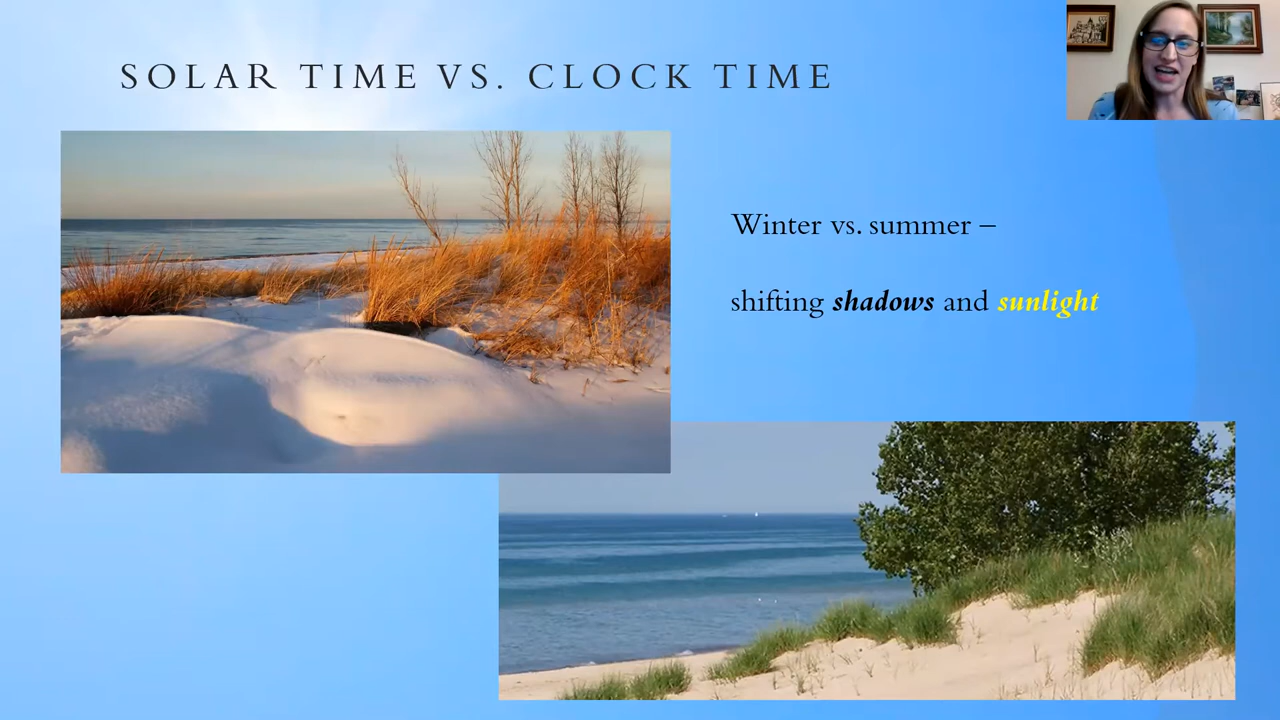 SOLAR TIME VS. CLOCK TIME
Winter vs. summer –
shifting shadows and sunlight